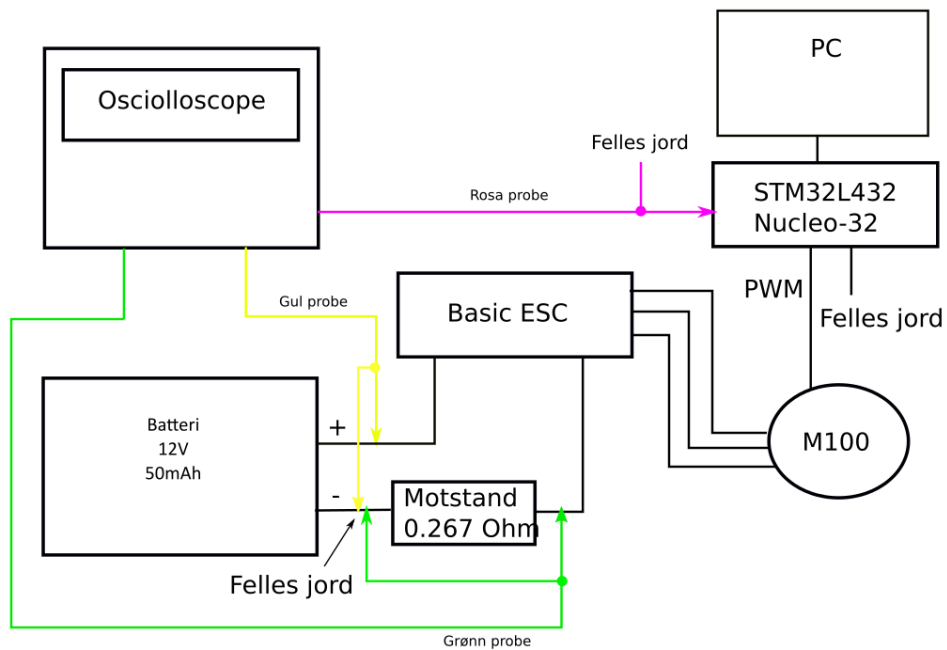 PC
Osciolloscope
Felles jord
STM32L432
Nucleo-32
Rosa probe
PWM
Gul probe
Basic ESC
Felles jord
Batteri
12V
50mAh
+
-
M100
Motstand
0.267 Ohm
Felles jord
Grønn probe